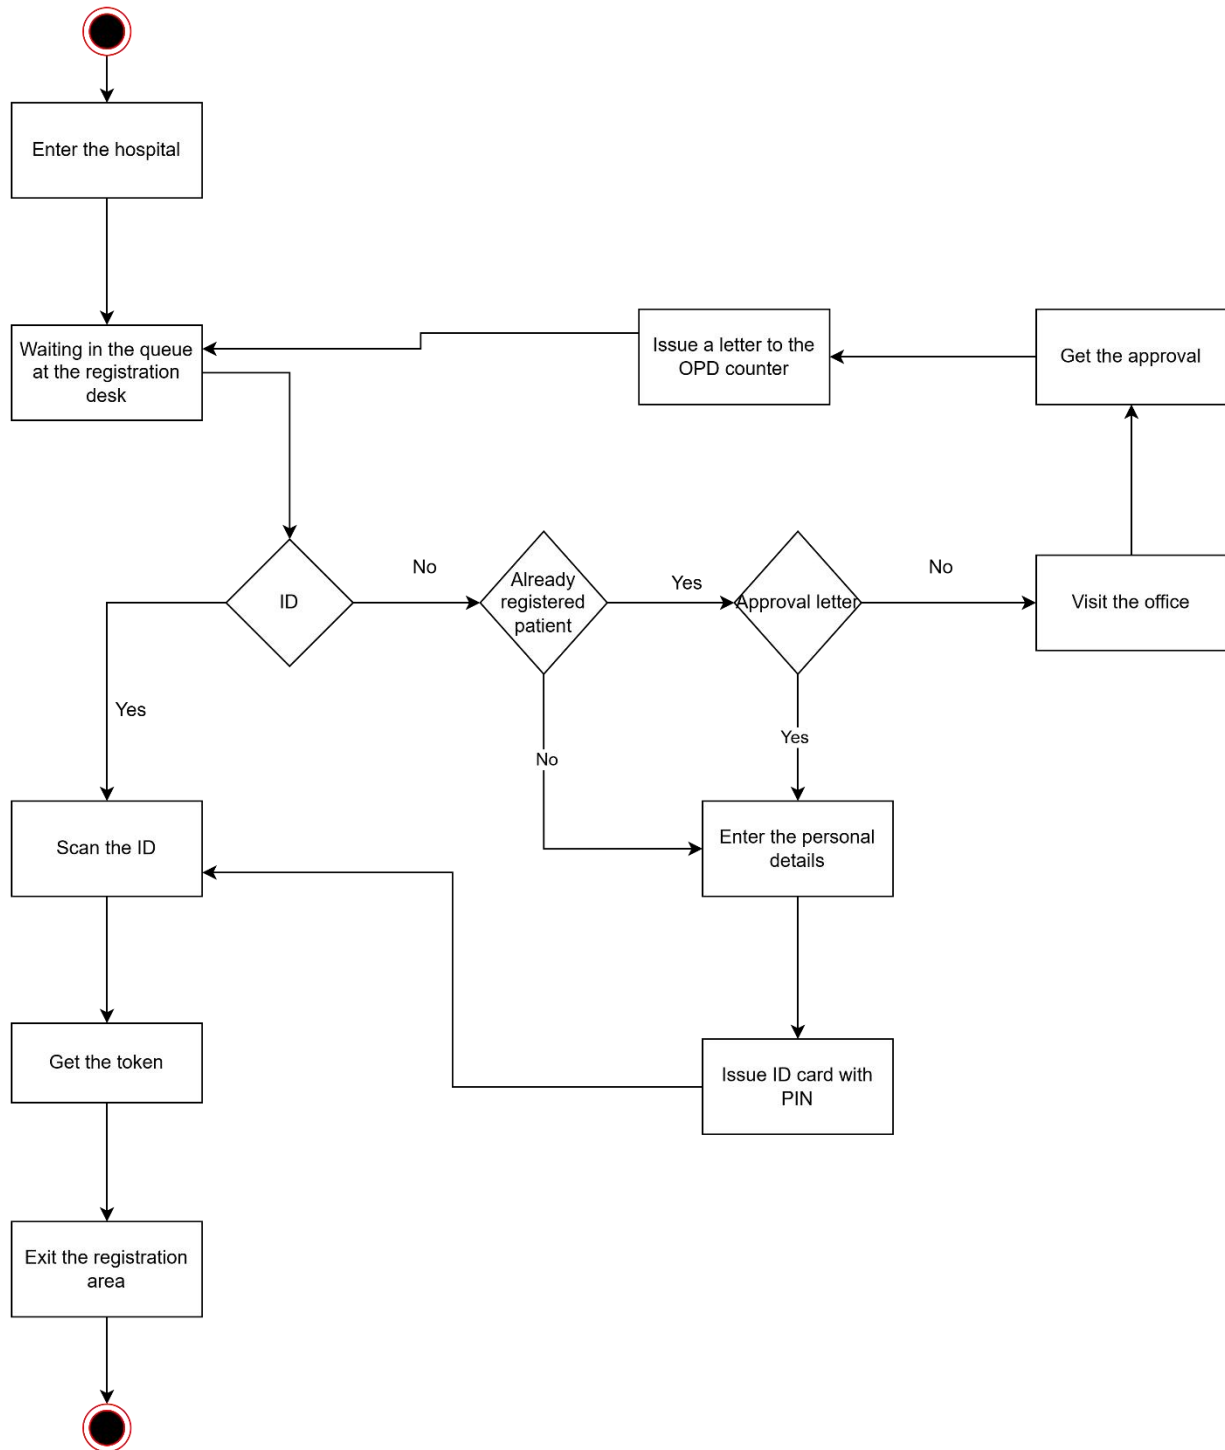 Enter the hospital
Waiting in the queue
at the registration
desk
Issue a letter to the
OPD counter
Get the approval
ID
No
Already
registered
patient
Yes
Approval letter
No
Visit the office
Yes
No
Yes
Scan the ID
Enter the personal
details
Get the token
Issue ID card with
PIN
Exit the registration
area